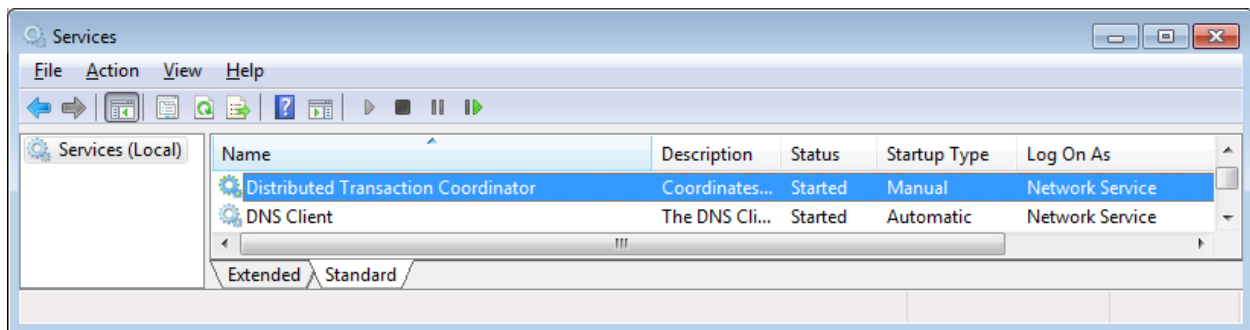 Services
File Action View Help
Services (Local)
Name Description Status Startup Type Log On As
Distributed Transaction Coordinator Coordinates... Started Manual Network Service
DNS Client The DNS Cli... Started Automatic Network Service
Extended Standard